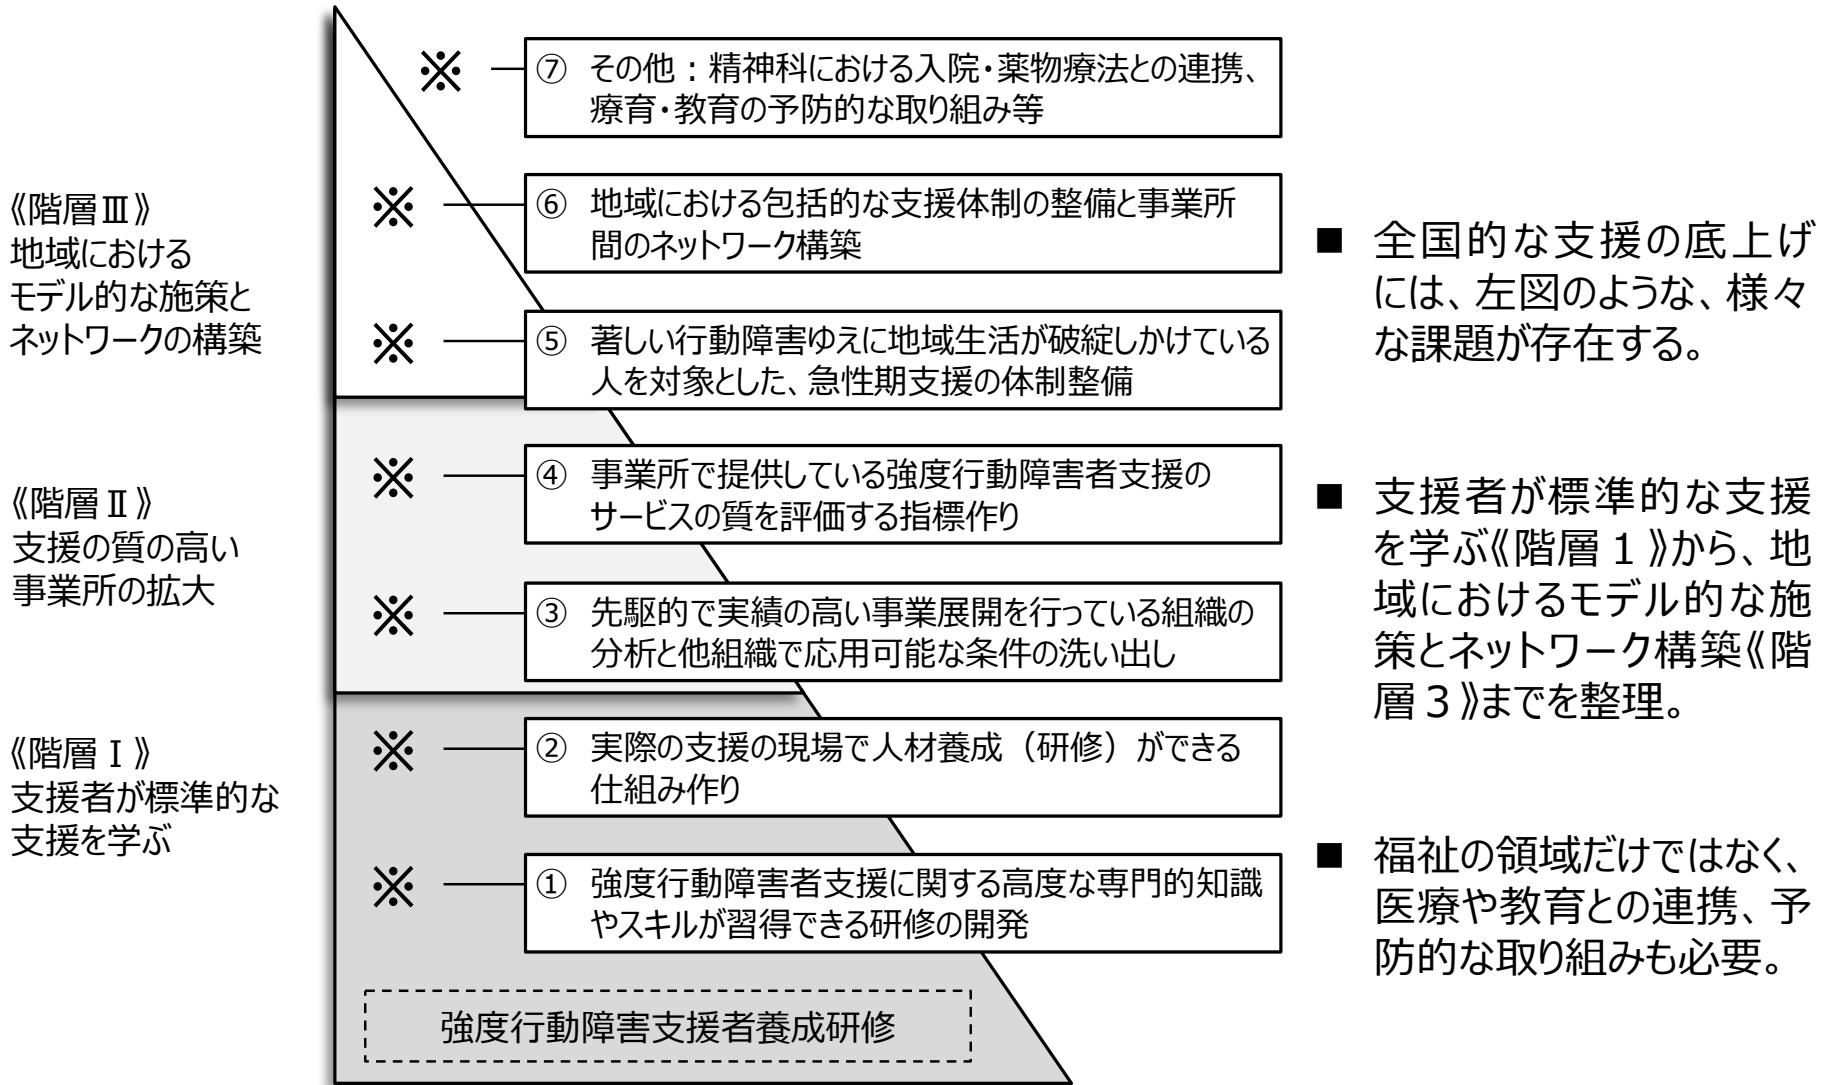 ※
⑦ その他：精神科における入院・薬物療法との連携、
療育・教育の予防的な取り組み等
《階層Ⅲ》
地域における
モデル的な施策と
ネットワークの構築
※
⑥ 地域における包括的な支援体制の整備と事業所
間のネットワーク構築
※
⑤ 著しい行動障害ゆえに地域生活が破綻しかけている
人を対象とした、急性期支援の体制整備
《階層Ⅱ》
支援の質の高い
事業所の拡大
※
④ 事業所で提供している強度行動障害者支援の
サービスの質を評価する指標作り
※
③ 先駆的で実績の高い事業展開を行っている組織の
分析と他組織で応用可能な条件の洗い出し
《階層Ⅰ》
支援者が標準的な
支援を学ぶ
※
② 実際の支援の現場で人材養成（研修）ができる
仕組み作り
※
① 強度行動障害者支援に関する高度な専門的知識
やスキルが習得できる研修の開発
強度行動障害支援者養成研修
■ 全国的な支援の底上げ
には、左図のような、様々
な課題が存在する。
■ 支援者が標準的な支援
を学ぶ《階層１》から、地
域におけるモデル的な施
策とネットワーク構築《階
層３》までを整理。
■ 福祉の領域だけではなく、
医療や教育との連携、予
防的な取り組みも必要。